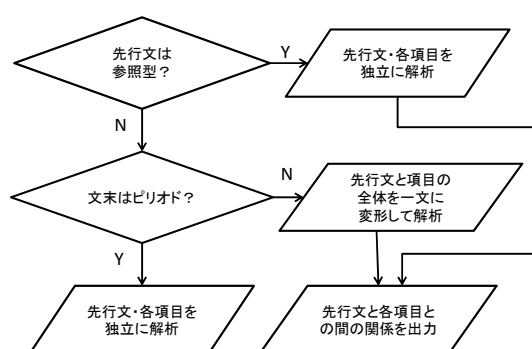 先行文は
参照型？
Y
先行文・各項目を
独立に解析
N
文末はピリオド？
N
先行文と項目の
全体を一文に
変形して解析
Y
先行文・各項目を
独立に解析
先行文と各項目と
の間の関係を出力